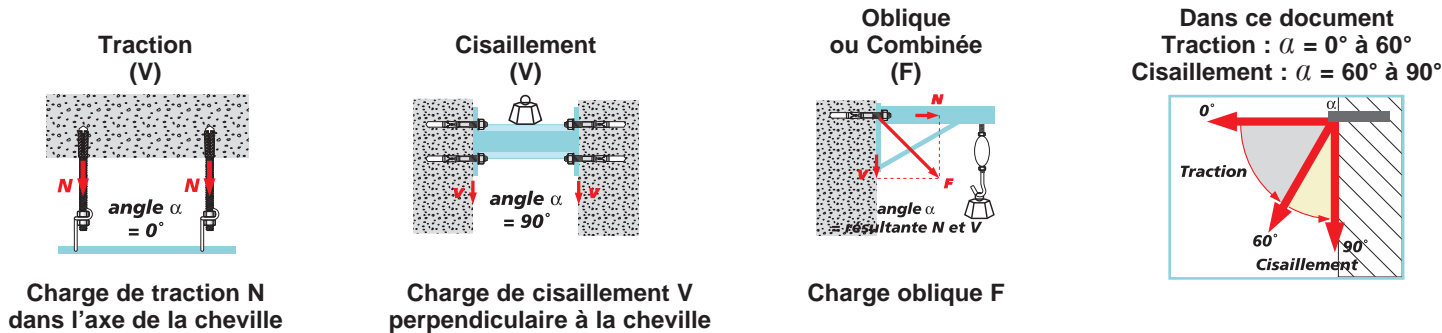 Traction
(V)
N
N
angle α
= 0°
Charge de traction N
dans l'axe de la cheville
Cisaillement
(V)
V
V
angle α
= 90°
Charge de cisaillement V
perpendiculaire à la cheville
Oblique
ou Combinée
(F)
N
V
F
angle α
= résultante N et V
Charge oblique F
Dans ce document
Traction : α = 0° à 60°
Cisaillement : α = 60° à 90°
0°
α
Traction
60°
90°
Cisaillement